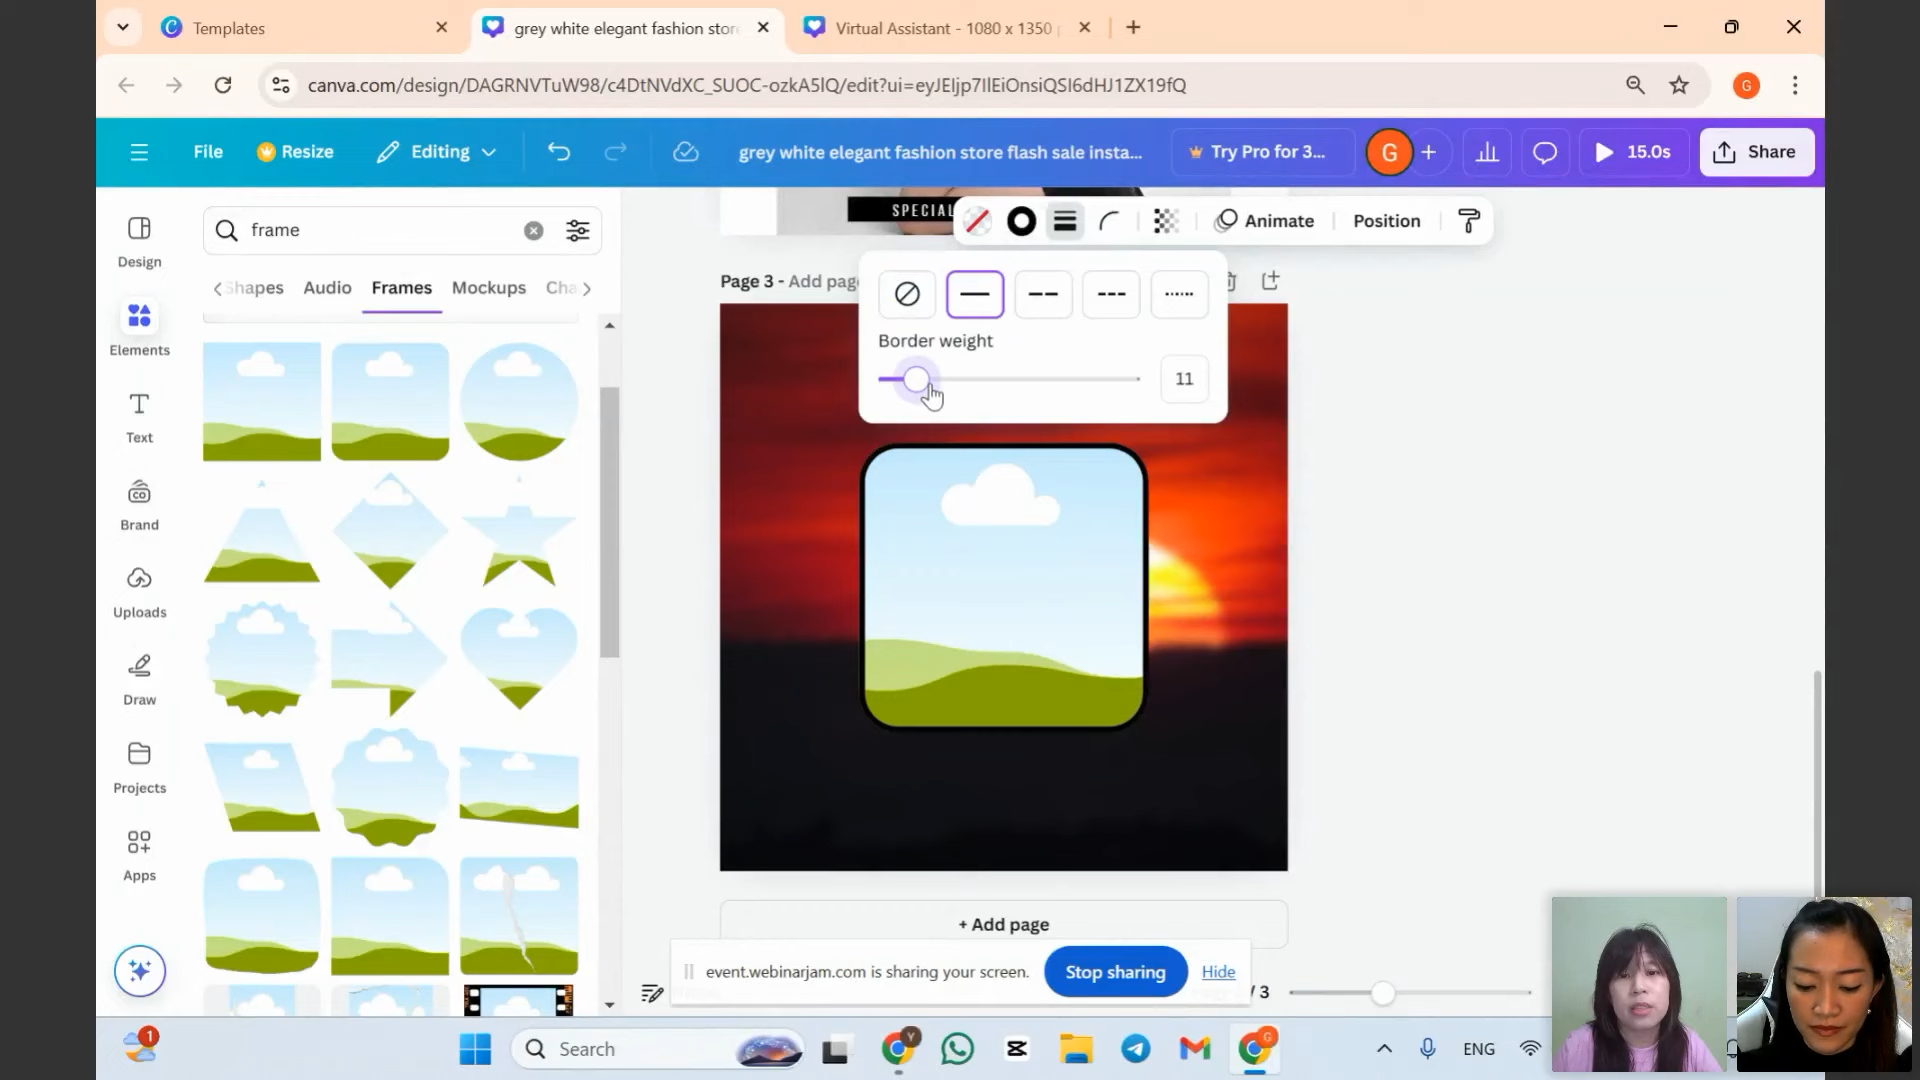 Templates
grey white elegant fashion stor
Virtual Assistant - 1080 x 1350 p
canva.com/design/DAGRNVTuW98/c4DtNVdXC_SUOC-ozkA5lQ/edit?ui=eyJEIjp7IlEiOnsiQSI6dHJ1ZX19fQ
G
File
Resize
Editing
grey white elegant fashion store flash sale insta...
Try Pro for 3...
G
15.0s
Share
Design
Elements
Text
Brand
Uploads
Draw
Projects
Apps
frame
Shapes
Audio
Frames
Mockups
Cha
SPECIAL
Animate
Position
Page 3 - Add page
Border weight
11
+ Add page
event.webinarjam.com is sharing your screen.
Stop sharing
Hide
/ 3
1
Search
Y
G
ENG